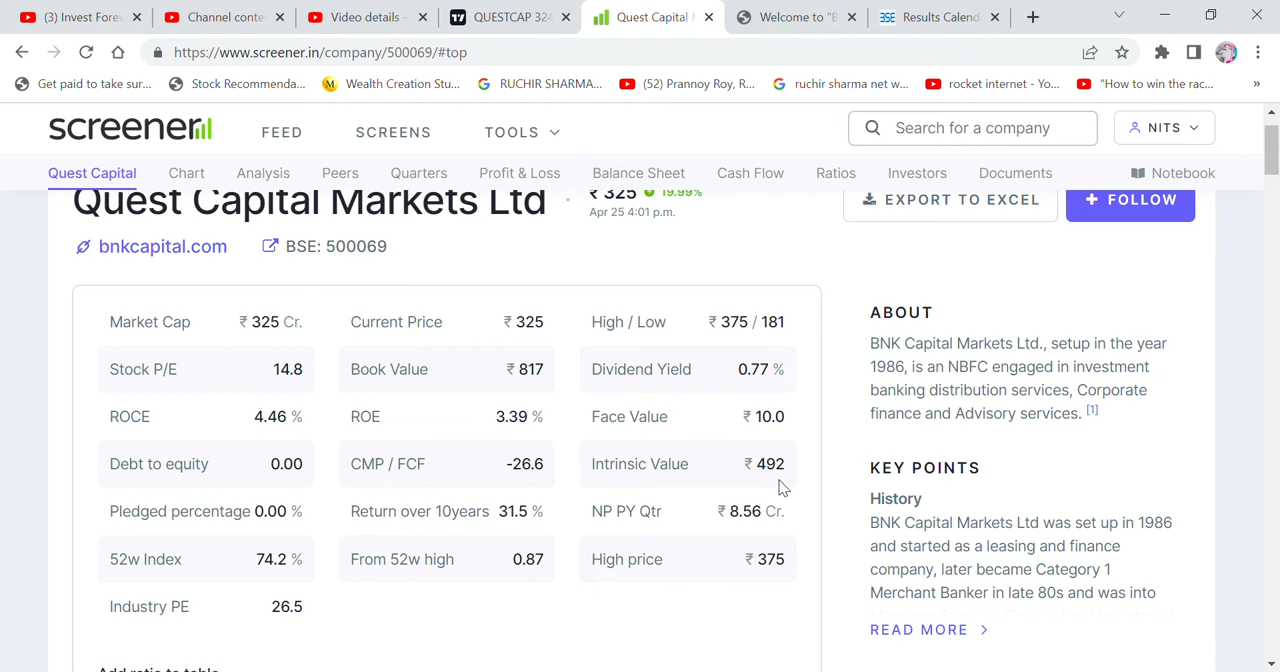 (3) Invest Forev
Channel conte
Video details -
QUESTCAP 324
Quest Capital
Welcome to "B
Results Calend
https://www.screener.in/company/500069/#top
Get paid to take sur...
Stock Recommenda...
Wealth Creation Stu...
RUCHIR SHARMA...
(52) Prannoy Roy, R...
ruchir sharma net w...
rocket internet - Yo...
"How to win the rac...
screener
FEED
SCREENS
TOOLS
Search for a company
NITS
Quest Capital
Chart
Analysis
Peers
Quarters
Profit & Loss
Balance Sheet
Cash Flow
Ratios
Investors
Documents
Notebook
Quest Capital Markets Ltd
₹ 325 19.99%
Apr 25 4:01 p.m.
EXPORT TO EXCEL
+ FOLLOW
bnkcapital.com
BSE: 500069
Market Cap ₹ 325 Cr.
Current Price ₹ 325
High / Low ₹ 375 / 181
Stock P/E 14.8
Book Value ₹ 817
Dividend Yield 0.77 %
ROCE 4.46 %
ROE 3.39 %
Face Value ₹ 10.0
Debt to equity 0.00
CMP / FCF -26.6
Intrinsic Value ₹ 492
Pledged percentage 0.00 %
Return over 10years 31.5 %
NP PY Qtr ₹ 8.56 Cr.
52w Index 74.2 %
From 52w high 0.87
High price ₹ 375
Industry PE 26.5
Add ratio to table
ABOUT
BNK Capital Markets Ltd., setup in the year
1986, is an NBFC engaged in investment
banking distribution services, Corporate
finance and Advisory services. [1]
KEY POINTS
History
BNK Capital Markets Ltd was set up in 1986
and started as a leasing and finance
company, later became Category 1
Merchant Banker in late 80s and was into
READ MORE